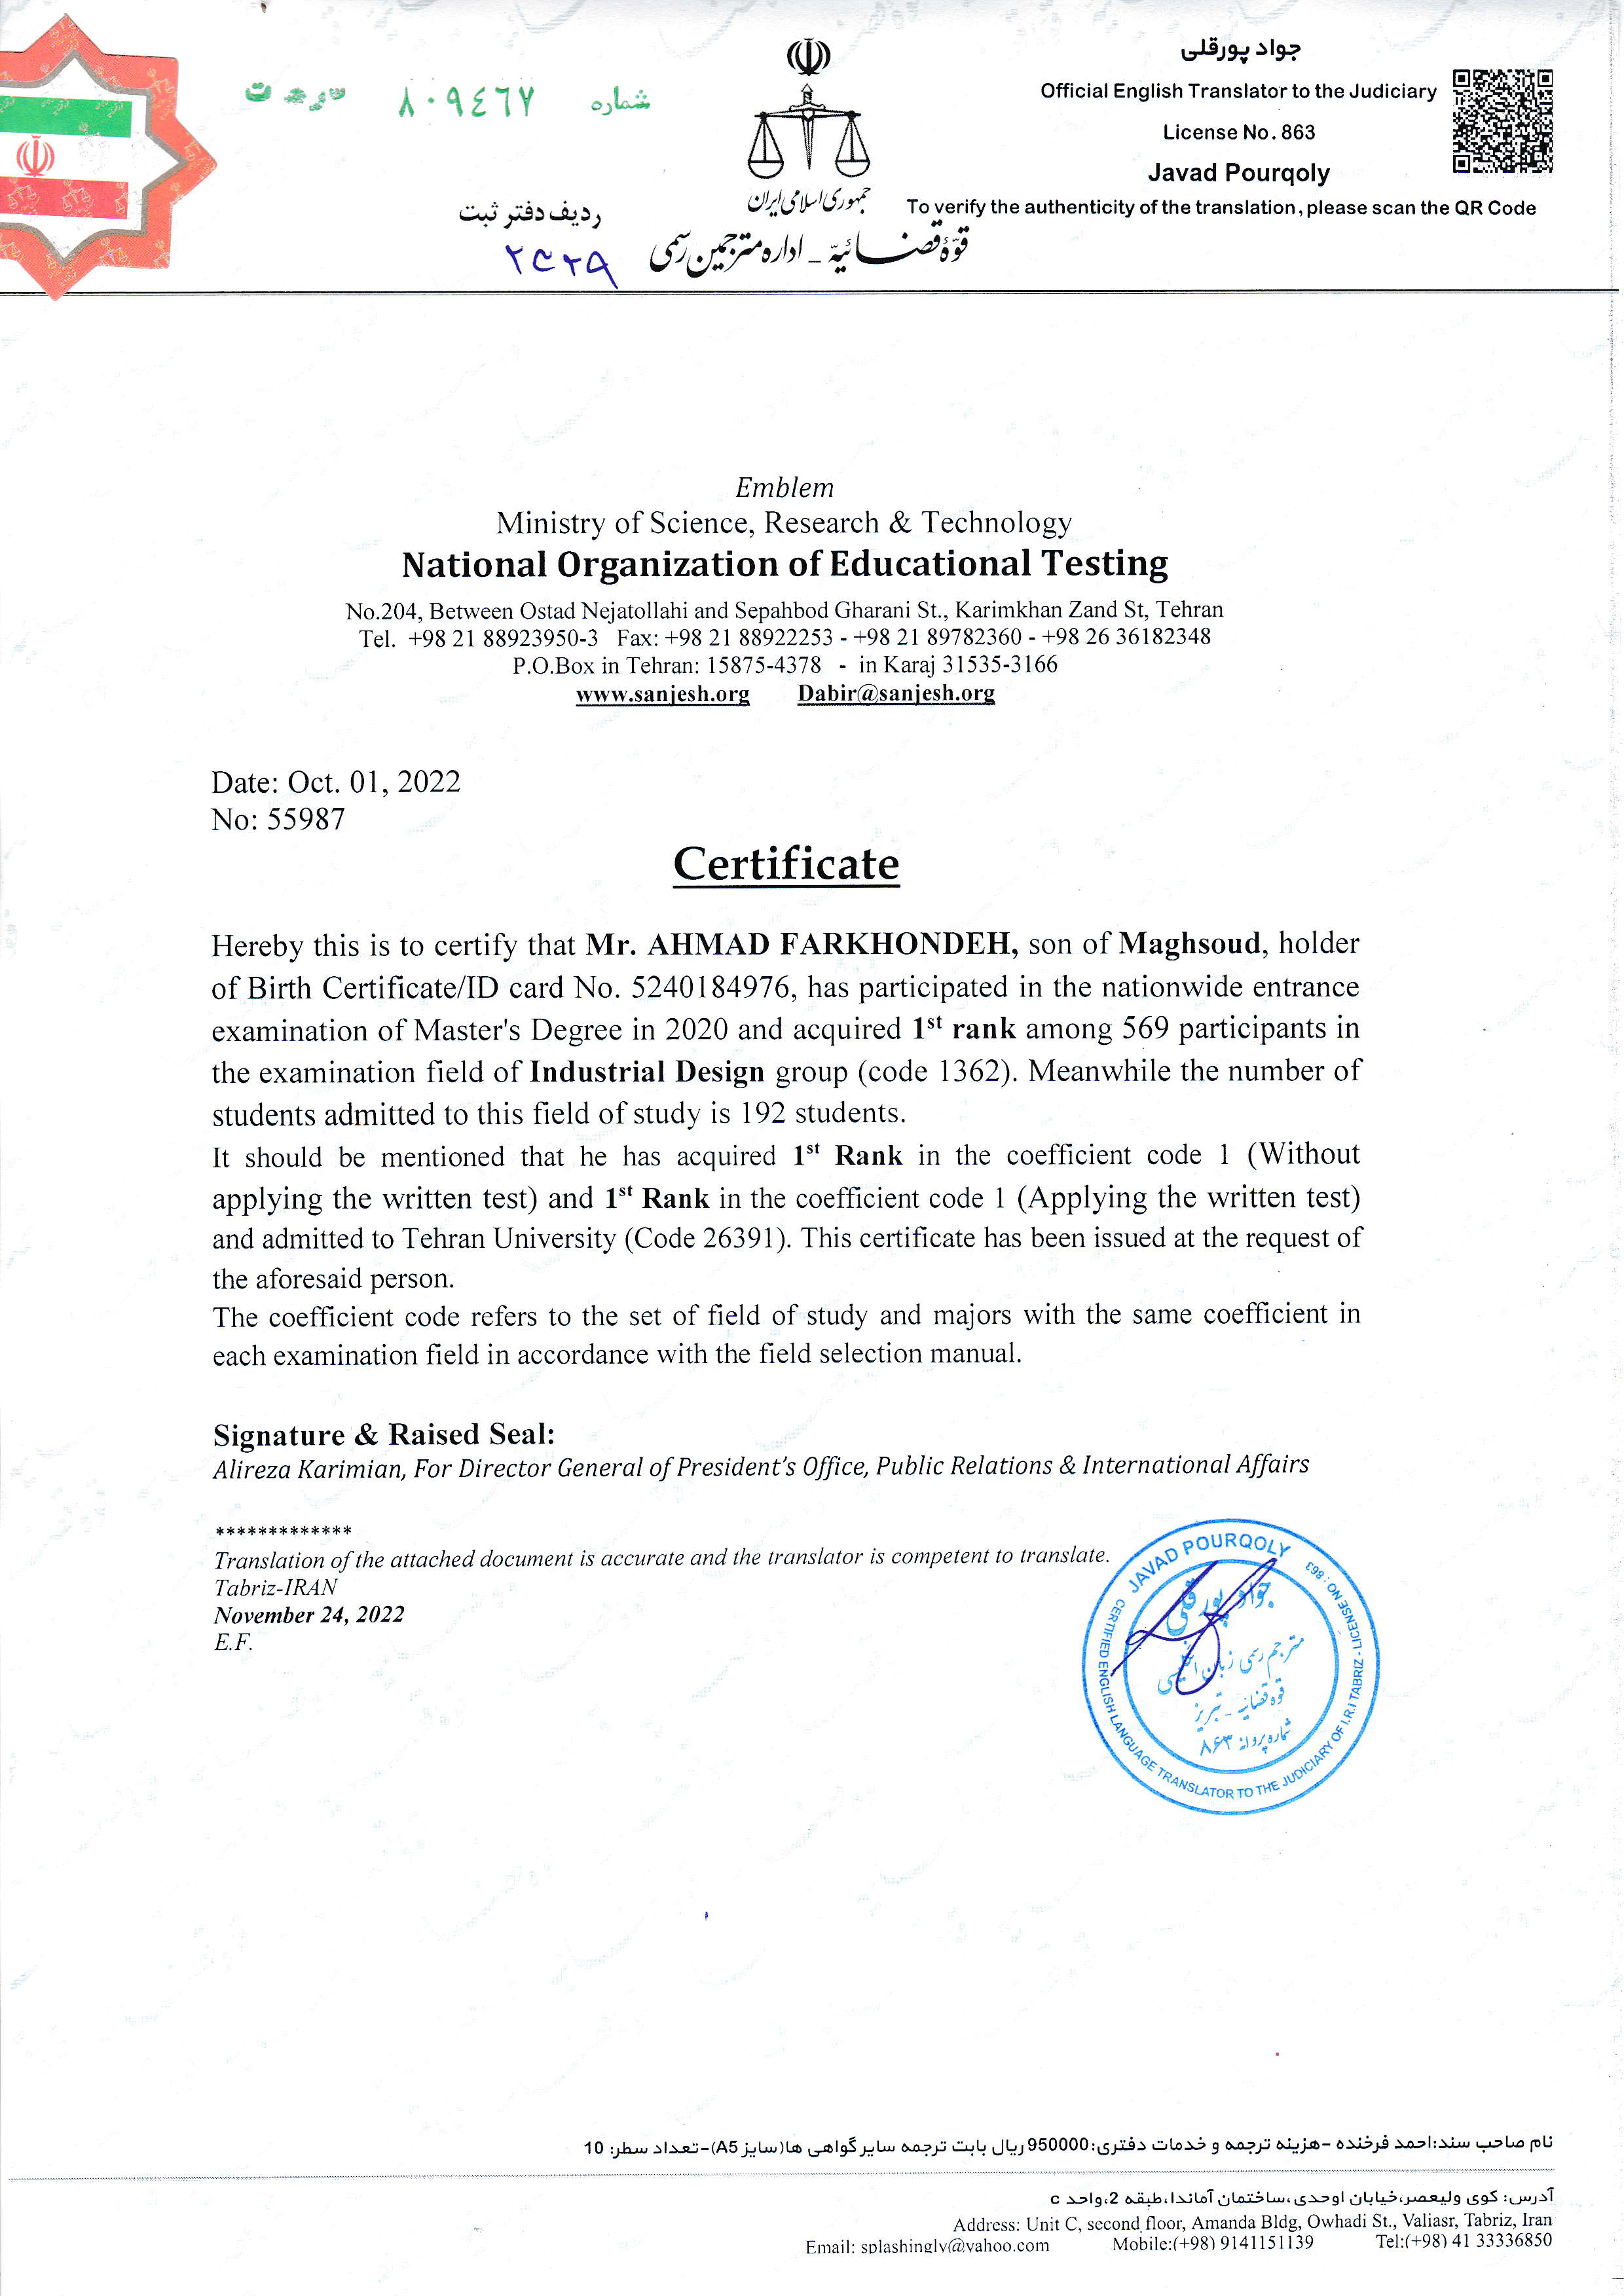 شماره ۸۰۹٤٦۷
ردیف دفتر ثبت
جمهوری اسلامی ایران
قوّهٔ قضائیّه – اداره مترجمین رسمی
جواد پورقلی
Official English Translator to the Judiciary
License No. 863
Javad Pourqoly
To verify the authenticity of the translation, please scan the QR Code
Emblem
Ministry of Science, Research & Technology
National Organization of Educational Testing
No.204, Between Ostad Nejatollahi and Sepahbod Gharani St., Karimkhan Zand St, Tehran
Tel. +98 21 88923950-3 Fax: +98 21 88922253 - +98 21 89782360 - +98 26 36182348
P.O.Box in Tehran: 15875-4378 - in Karaj 31535-3166
www.sanjesh.org Dabir@sanjesh.org
Date: Oct. 01, 2022
No: 55987
Certificate
Hereby this is to certify that Mr. AHMAD FARKHONDEH, son of Maghsoud, holder
of Birth Certificate/ID card No. 5240184976, has participated in the nationwide entrance
examination of Master's Degree in 2020 and acquired 1st rank among 569 participants in
the examination field of Industrial Design group (code 1362). Meanwhile the number of
students admitted to this field of study is 192 students.
It should be mentioned that he has acquired 1st Rank in the coefficient code 1 (Without
applying the written test) and 1st Rank in the coefficient code 1 (Applying the written test)
and admitted to Tehran University (Code 26391). This certificate has been issued at the request of
the aforesaid person.
The coefficient code refers to the set of field of study and majors with the same coefficient in
each examination field in accordance with the field selection manual.
Signature & Raised Seal:
Alireza Karimian, For Director General of President's Office, Public Relations & International Affairs
*************
Translation of the attached document is accurate and the translator is competent to translate.
Tabriz-IRAN
November 24, 2022
E.F.
JAVAD POURQOLY
CERTIFIED ENGLISH LANGUAGE TRANSLATOR TO THE JUDICIARY OF I.R.I TABRIZ - LICENSE NO : 863
جواد پورقلی
مترجم رسمی زبان انگلیسی
قوه قضائیه – تبریز
شماره پروانه ۸۶۳
نام صاحب سند:احمد فرخنده -هزینه ترجمه و خدمات دفتری:950000 ریال بابت ترجمه سایر گواهی ها(سایز A5)-تعداد سطر: 10
آدرس: کوی ولیعصر،خیابان اوحدی،ساختمان آماندا،طبقه 2،واحد c
Address: Unit C, second floor, Amanda Bldg, Owhadi St., Valiasr, Tabriz, Iran
Email: splashingly@yahoo.com Mobile:(+98) 9141151139 Tel:(+98) 41 33336850